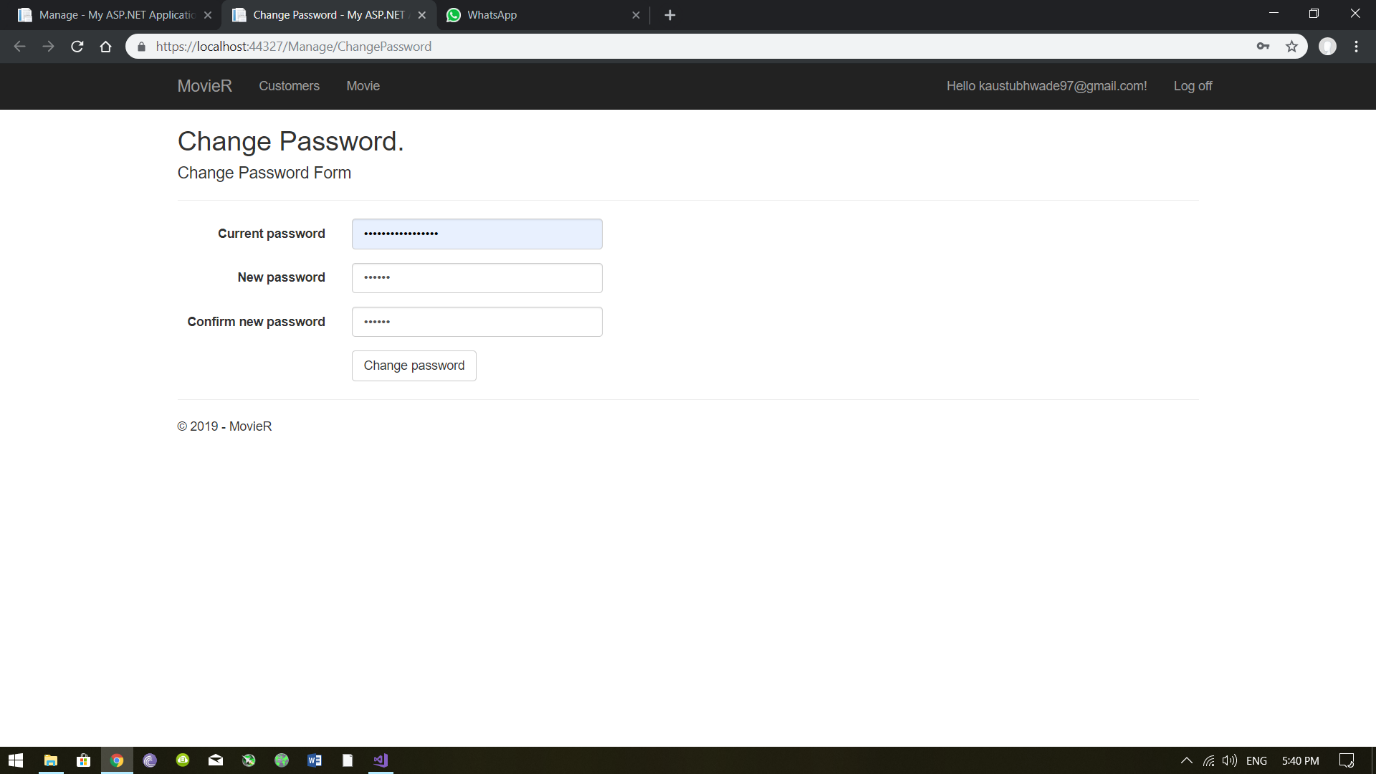 Manage - My ASP.NET Applicatio
Change Password - My ASP.NET A
WhatsApp
https://localhost:44327/Manage/ChangePassword
MovieR
Customers
Movie
Hello kaustubhwade97@gmail.com!
Log off
Change Password.
Change Password Form
Current password
New password
Confirm new password
Change password
© 2019 - MovieR
ENG
5:40 PM